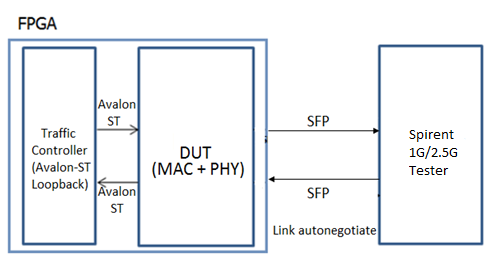 FPGA
Avalon
ST
Traffic
Controller
(Avalon-ST
Loopback)
Avalon
ST
DUT
(MAC + PHY)
SFP
SFP
Link autonegotiate
Spirent
1G/2.5G
Tester